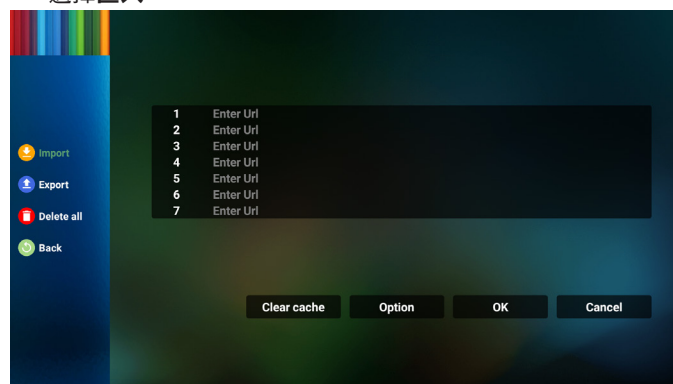 1 Enter Url
2 Enter Url
3 Enter Url
4 Enter Url
5 Enter Url
6 Enter Url
7 Enter Url
Import
Export
Delete all
Back
Clear cache Option OK Cancel